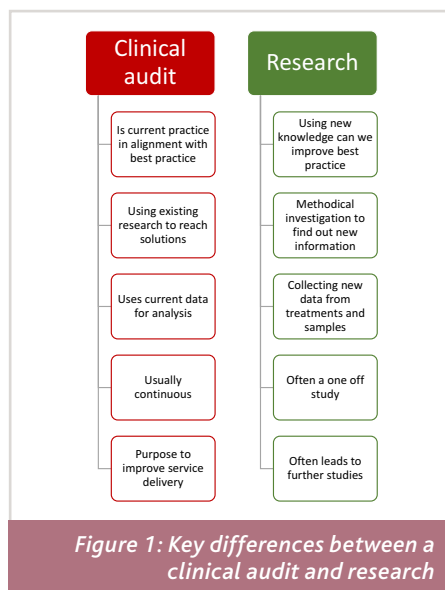 Clinical
audit
Is current practice
in alignment with
best practice
Using existing
research to reach
solutions
Uses current data
for analysis
Usually
continuous
Purpose to
improve service
delivery
Research
Using new
knowledge can we
improve best
practice
Methodical
investigation to
find out new
information
Collecting new
data from
treatments and
samples
Often a one off
study
Often leads to
further studies
Figure 1: Key differences between a
clinical audit and research